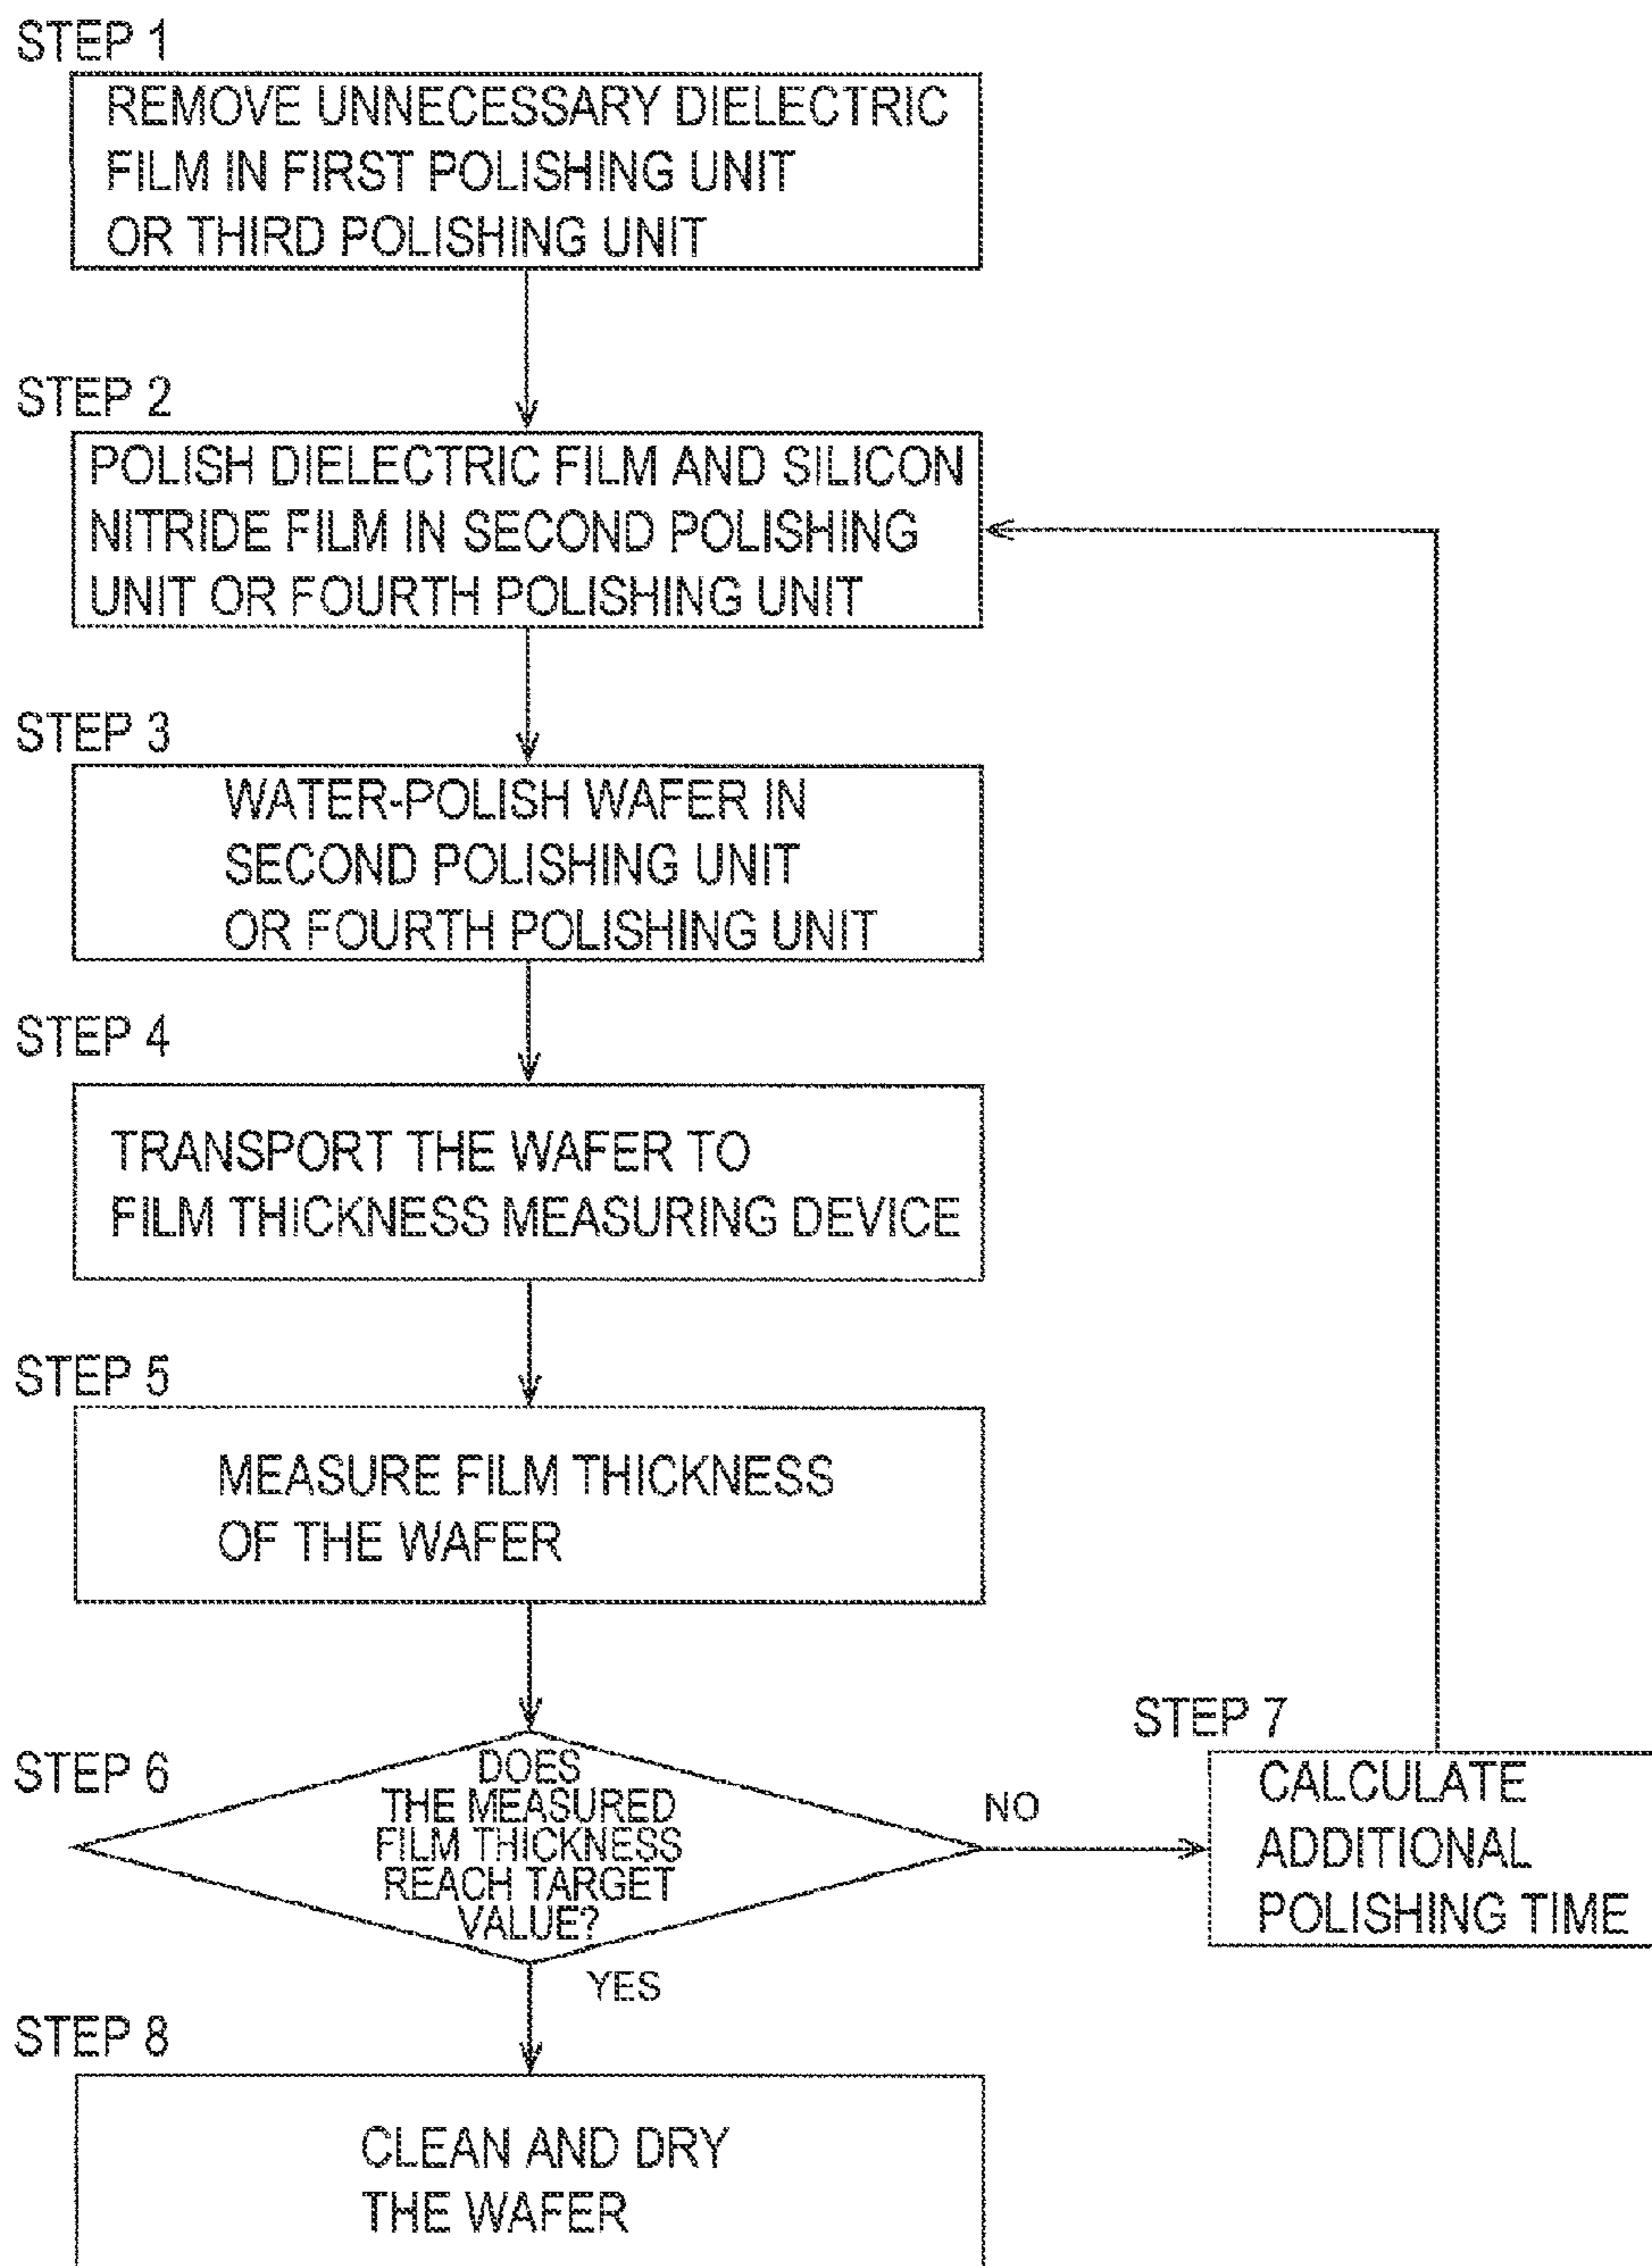 STEP 1
REMOVE UNNECESSARY DIELECTRIC
FILM IN FIRST POLISHING UNIT
OR THIRD POLISHING UNIT
STEP 2
POLISH DIELECTRIC FILM AND SILICON
NITRIDE FILM IN SECOND POLISHING
UNIT OR FOURTH POLISHING UNIT
STEP 3
WATER-POLISH WAFER IN
SECOND POLISHING UNIT
OR FOURTH POLISHING UNIT
STEP 4
TRANSPORT THE WAFER TO
FILM THICKNESS MEASURING DEVICE
STEP 5
MEASURE FILM THICKNESS
OF THE WAFER
STEP 6
DOES
THE MEASURED
FILM THICKNESS
REACH TARGET
VALUE?
NO
STEP 7
CALCULATE
ADDITIONAL
POLISHING TIME
YES
STEP 8
CLEAN AND DRY
THE WAFER